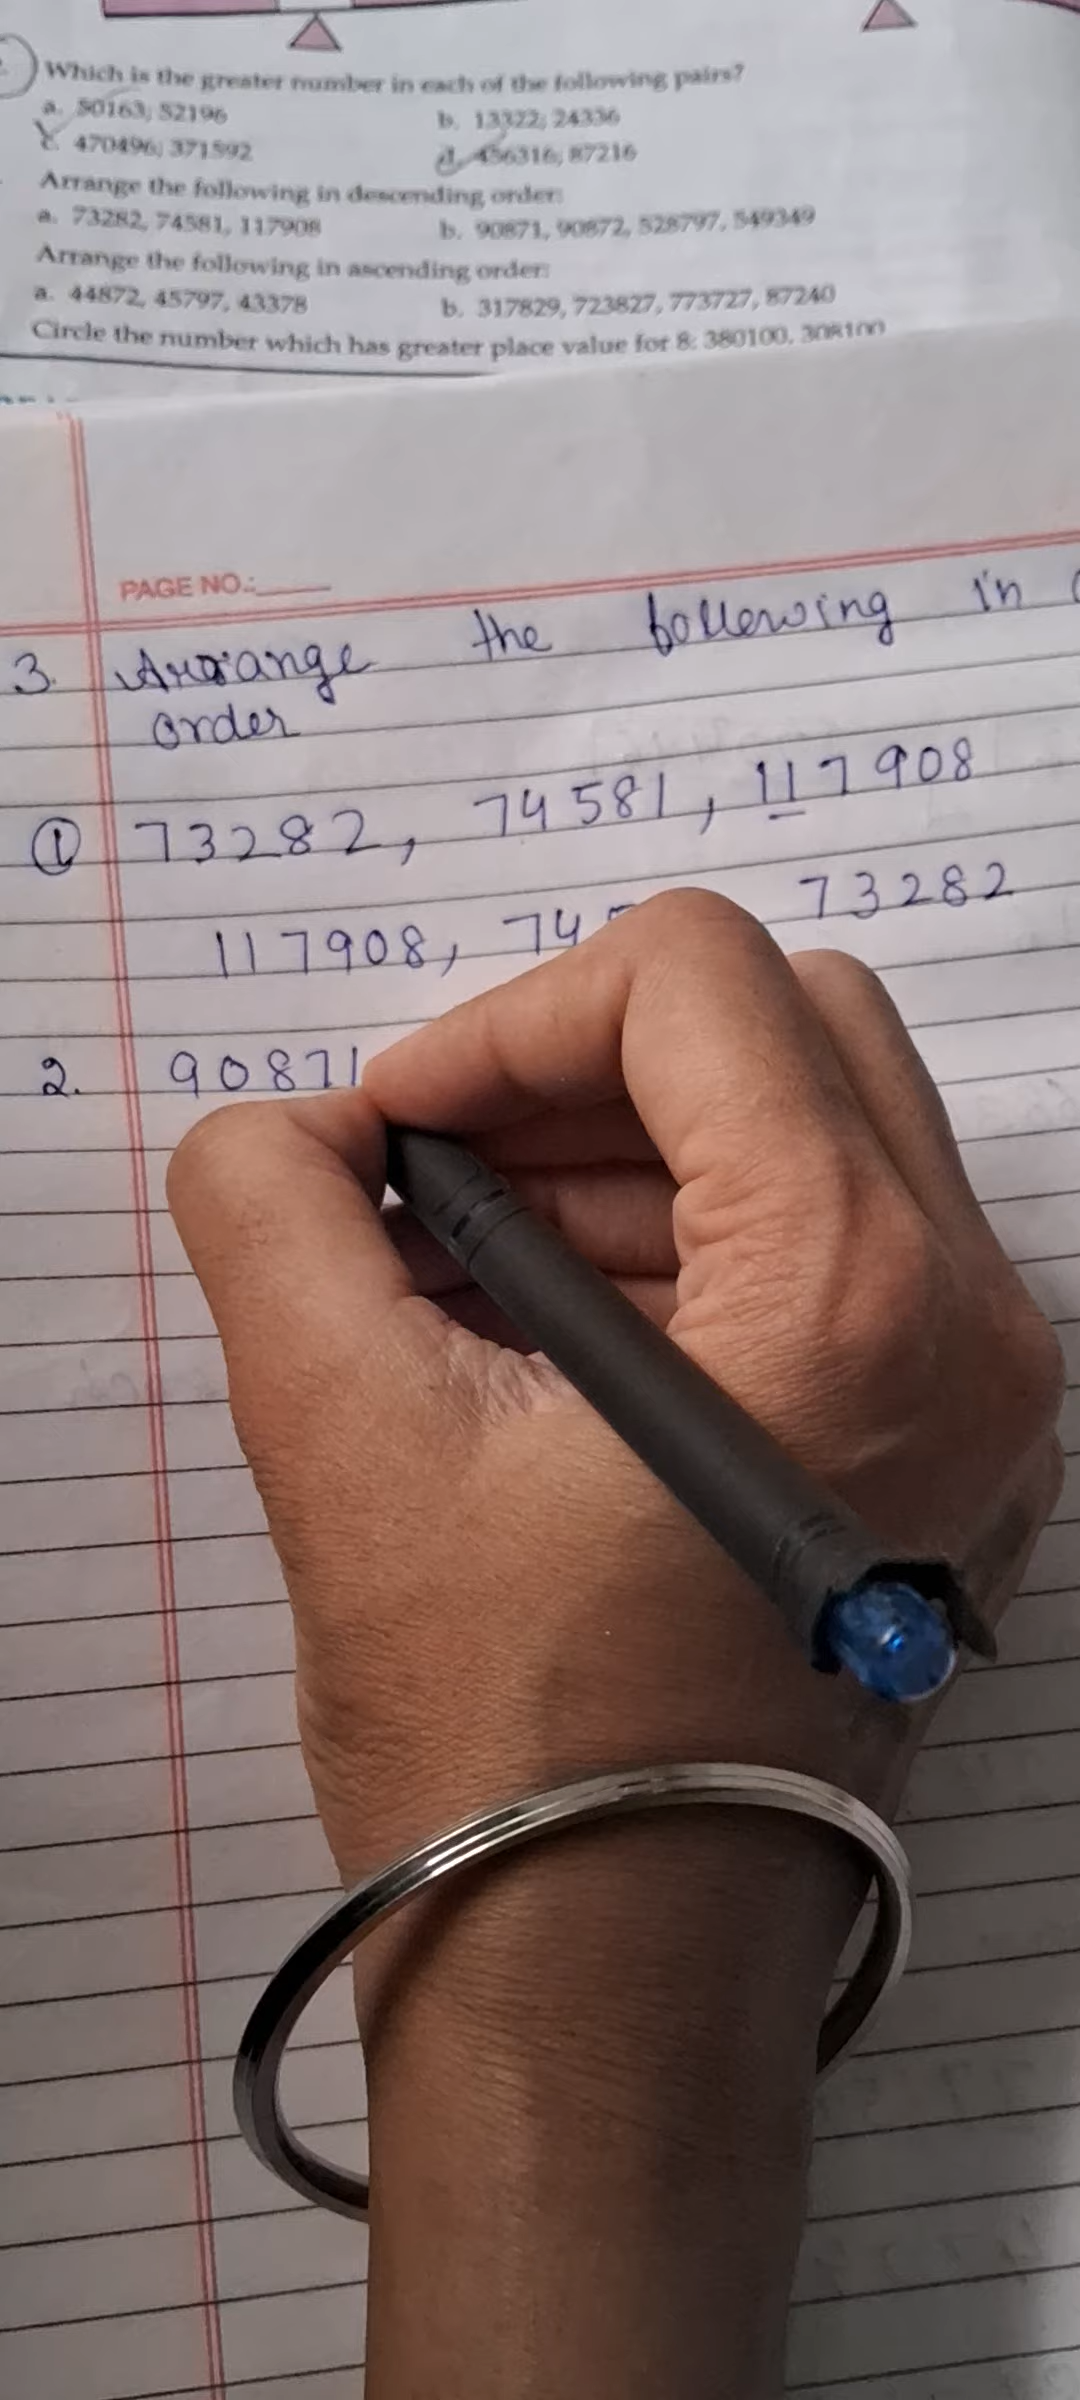 Which is the greater number in each of the following pairs?
a. 50163; 52196 b. 13322; 24336
c. 470496; 371592 d. 456316; 87216
Arrange the following in descending order:
a. 73282, 74581, 117908 b. 90871, 90872, 528797, 549349
Arrange the following in ascending order:
a. 44872, 45797, 43378 b. 317829, 723827, 773727, 87240
Circle the number which has greater place value for 8: 380100, 308100
PAGE NO.:
3. Arrange the following in
order
1 73282, 74581, 117908
117908, 74 73282
2. 90871